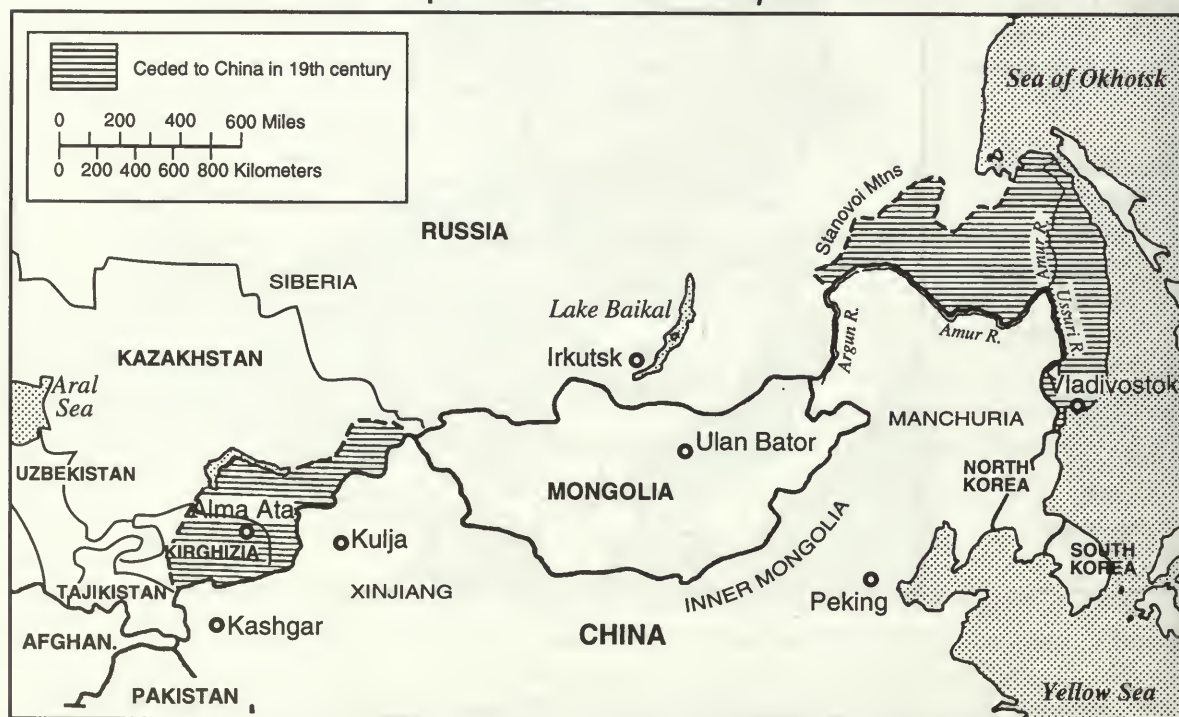 Ceded to China in 19th century
0 200 400 600 Miles
0 200 400 600 800 Kilometers
Sea of Okhotsk
Stanovoi Mtns
RUSSIA
Amur R.
SIBERIA
Lake Baikal
Ussuri R
Argun R.
Amur R.
Irkutsk
KAZAKHSTAN
Aral
Sea
Vladivostok
MANCHURIA
Ulan Bator
UZBEKISTAN
NORTH
KOREA
MONGOLIA
Alma Ata
Kulja
KIRGHIZIA
SOUTH
KOREA
INNER MONGOLIA
TAJIKISTAN
XINJIANG
Peking
Kashgar
CHINA
AFGHAN.
PAKISTAN
Yellow Sea